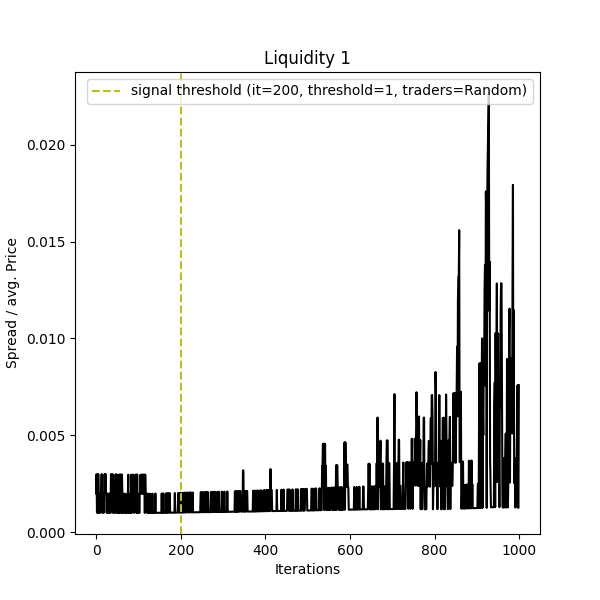 Liquidity 1
signal threshold (it=200, threshold=1, traders=Random)
Spread / avg. Price
0.020
0.015
0.010
0.005
0.000
0 200 400 600 800 1000
Iterations